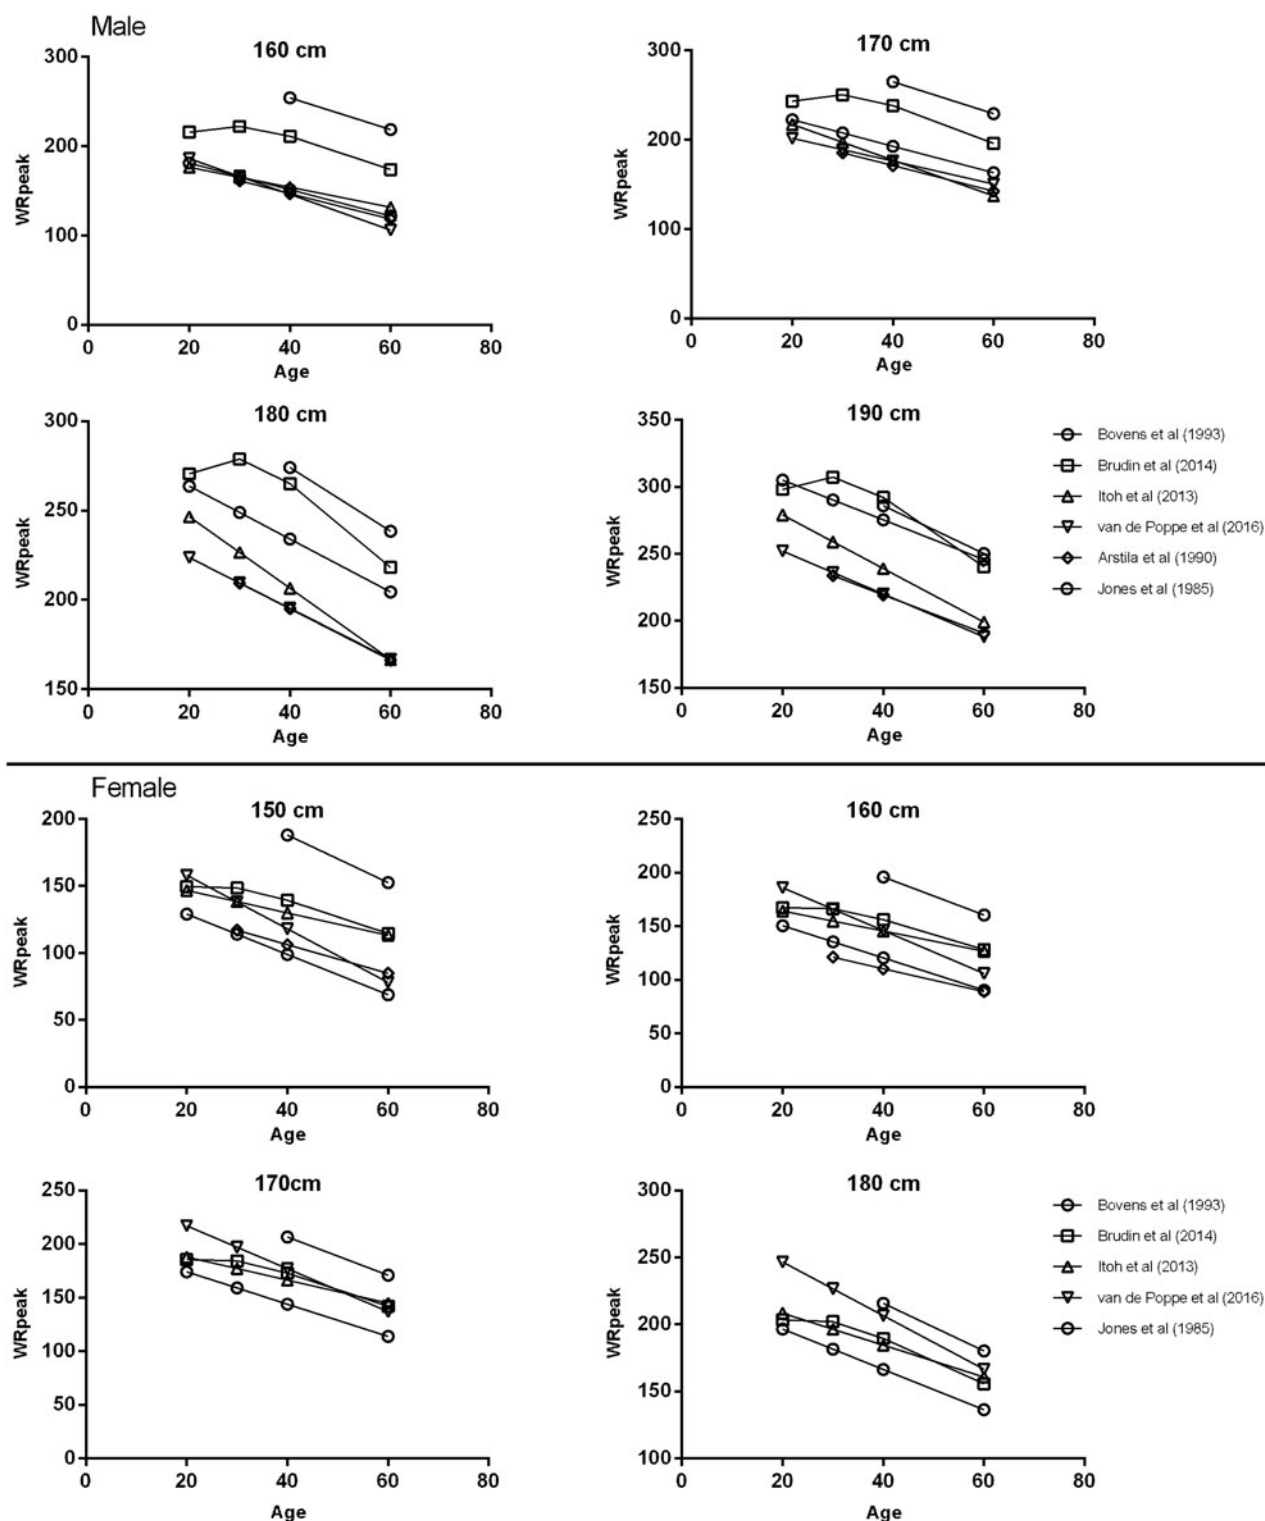 Male
160 cm
300
200
100
0
WRpeak
0 20 40 60 80
Age
170 cm
300
200
100
0
WRpeak
0 20 40 60 80
Age
180 cm
300
250
200
150
WRpeak
0 20 40 60 80
Age
190 cm
350
300
250
200
150
WRpeak
0 20 40 60 80
Age
Bovens et al (1993)
Brudin et al (2014)
Itoh et al (2013)
van de Poppe et al (2016)
Arstila et al (1990)
Jones et al (1985)
Female
150 cm
200
150
100
50
0
WRpeak
0 20 40 60 80
Age
160 cm
250
200
150
100
50
0
WRpeak
0 20 40 60 80
Age
170cm
250
200
150
100
50
0
WRpeak
0 20 40 60 80
Age
180 cm
300
250
200
150
100
WRpeak
0 20 40 60 80
Age
Bovens et al (1993)
Brudin et al (2014)
Itoh et al (2013)
van de Poppe et al (2016)
Jones et al (1985)